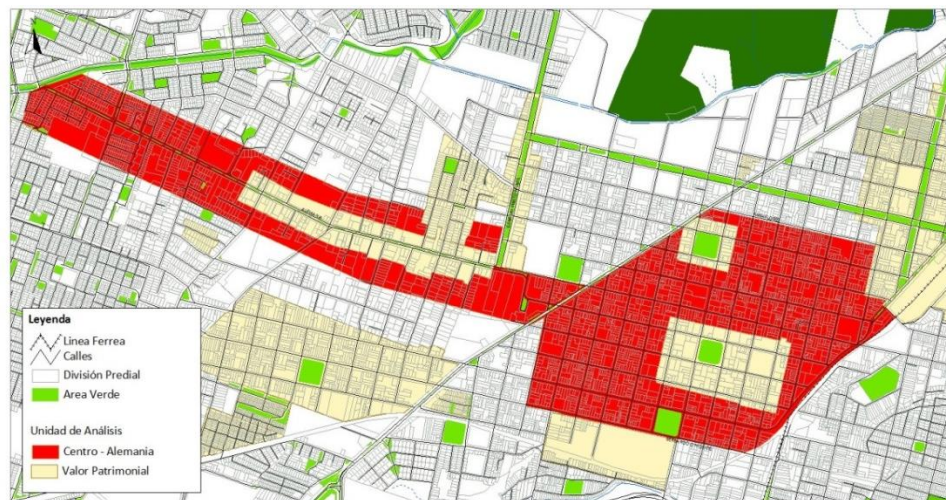 Leyenda
Linea Ferrea
Calles
División Predial
Area Verde
Unidad de Análisis
Centro - Alemania
Valor Patrimonial